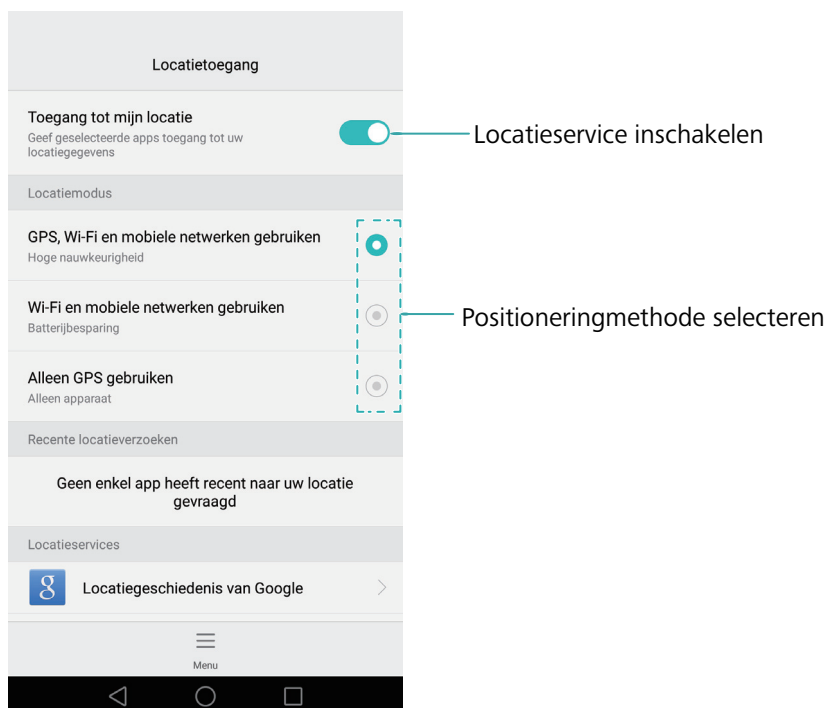 Locatietoegang
Toegang tot mijn locatie
Geef geselecteerde apps toegang tot uw
locatiegegevens
Locatieservice inschakelen
Locatiemodus
GPS, Wi-Fi en mobiele netwerken gebruiken
Hoge nauwkeurigheid
Wi-Fi en mobiele netwerken gebruiken
Batterijbesparing
Positioneringmethode selecteren
Alleen GPS gebruiken
Alleen apparaat
Recente locatieverzoeken
Geen enkel app heeft recent naar uw locatie
gevraagd
Locatieservices
g Locatiegeschiedenis van Google
Menu